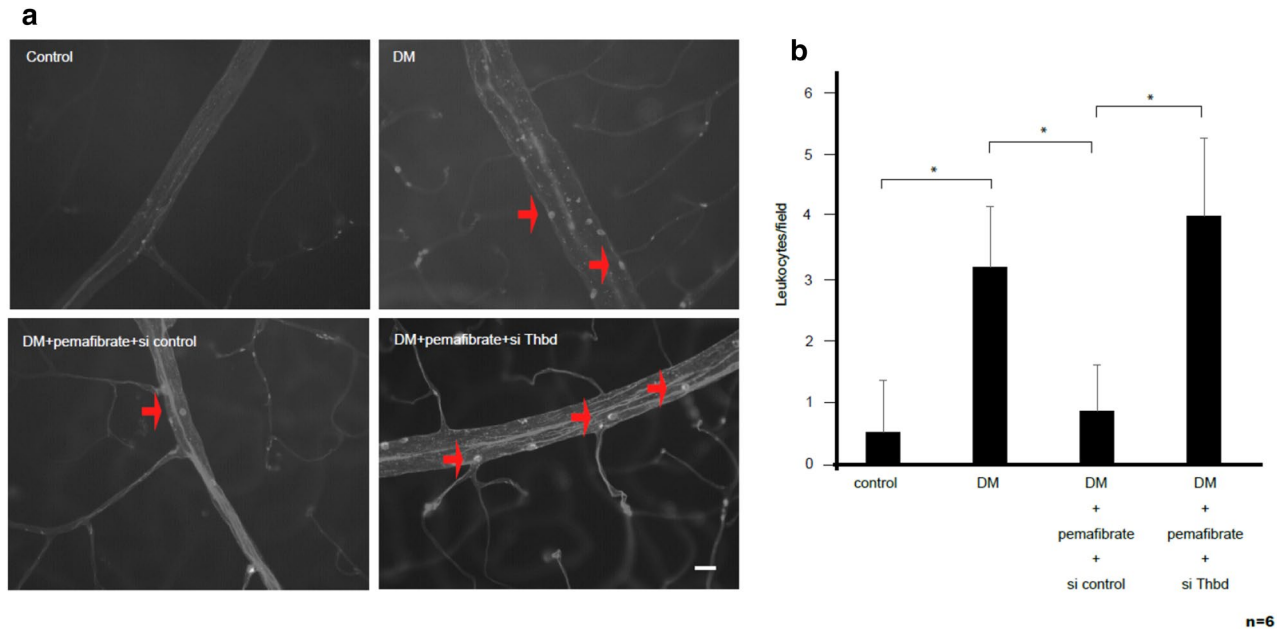 a
Control
DM
DM+pemafibrate+si control
DM+pemafibrate+si Thbd
b
Leukocytes/field
6
5
4
3
2
1
0
*
*
*
control
DM
DM
+
pemafibrate
+
si control
DM
+
pemafibrate
+
si Thbd
n=6